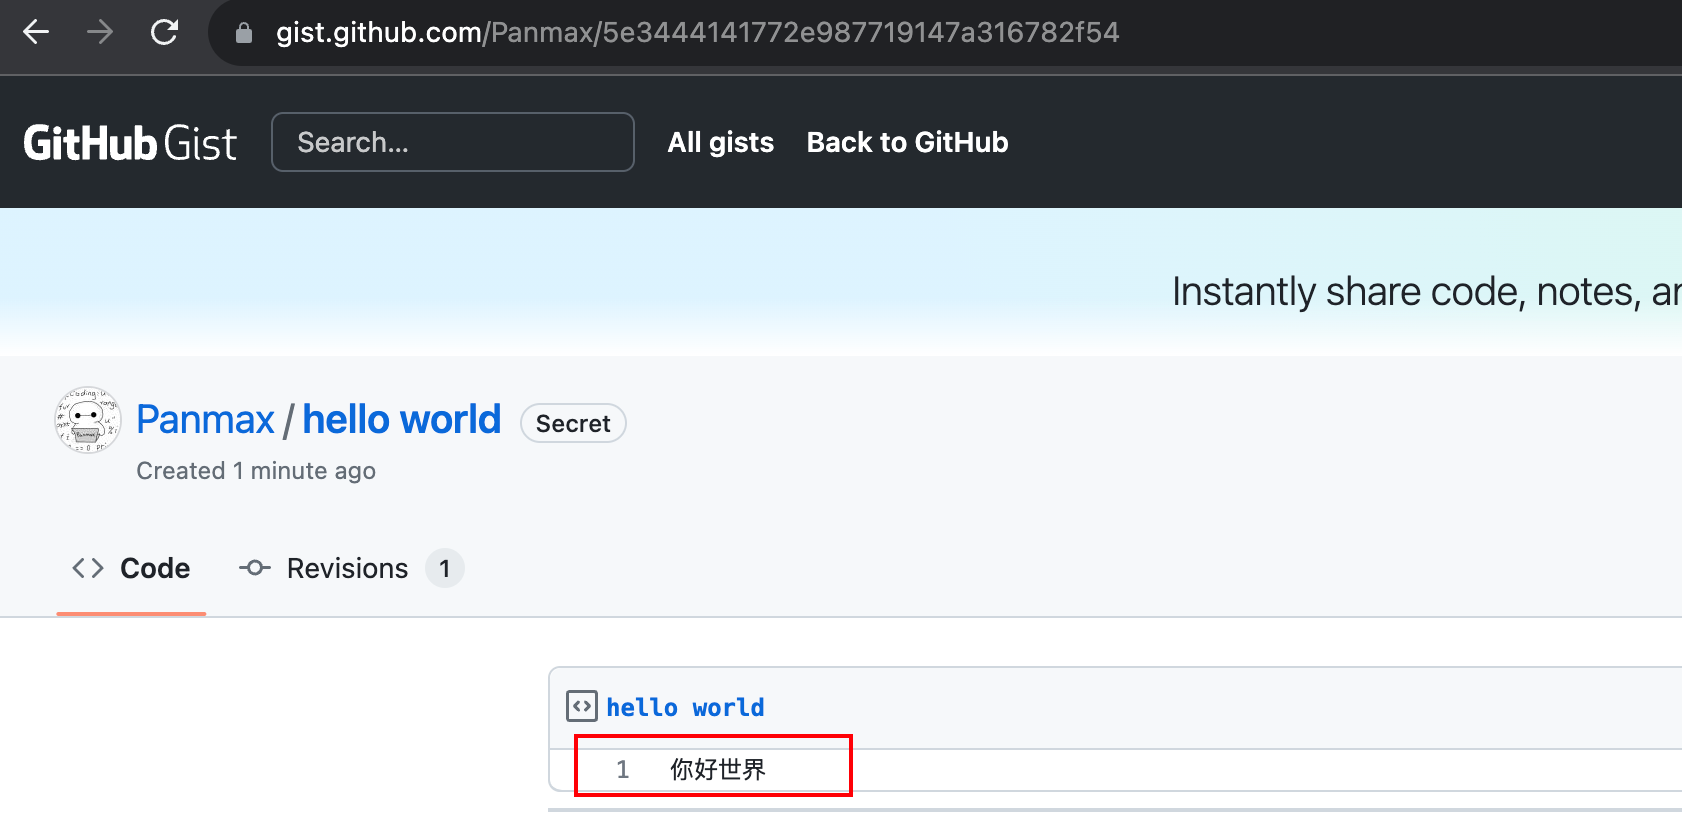 gist.github.com/Panmax/5e3444141772e987719147a316782f54
GitHub Gist
Search...
All gists
Back to GitHub
Instantly share code, notes,
Panmax / hello world
Secret
Created 1 minute ago
Code
Revisions
1
hello world
1 你好世界